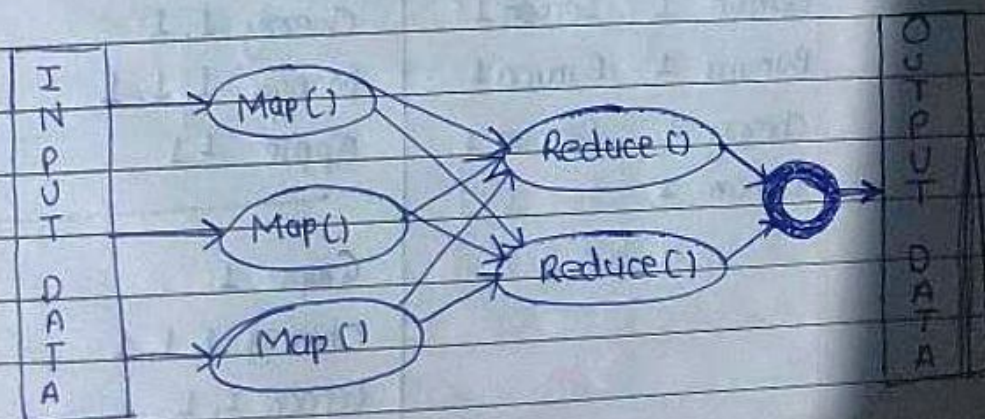 INPUT DATA
Map()
Map()
Map()
Reduce()
Reduce()
OUTPUT DATA